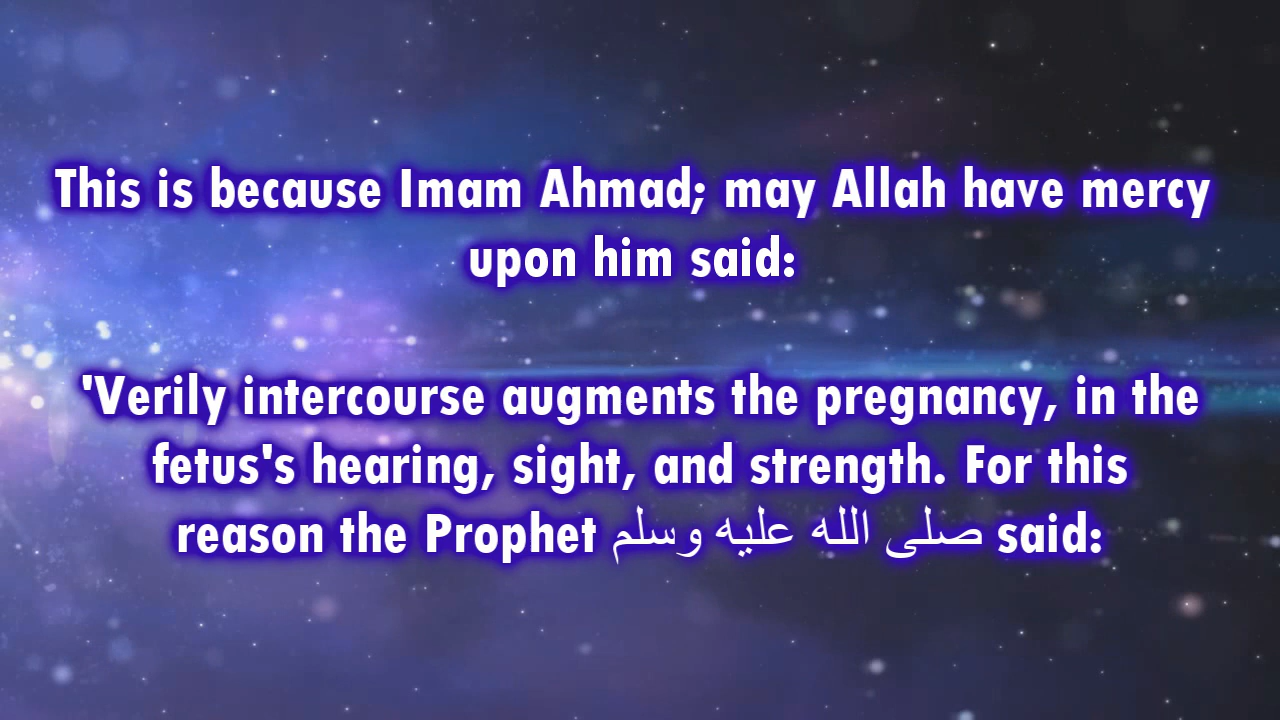 This is because Imam Ahmad; may Allah have mercy
upon him said:
'Verily intercourse augments the pregnancy, in the
fetus's hearing, sight, and strength. For this
reason the Prophet صلى الله عليه وسلم said: